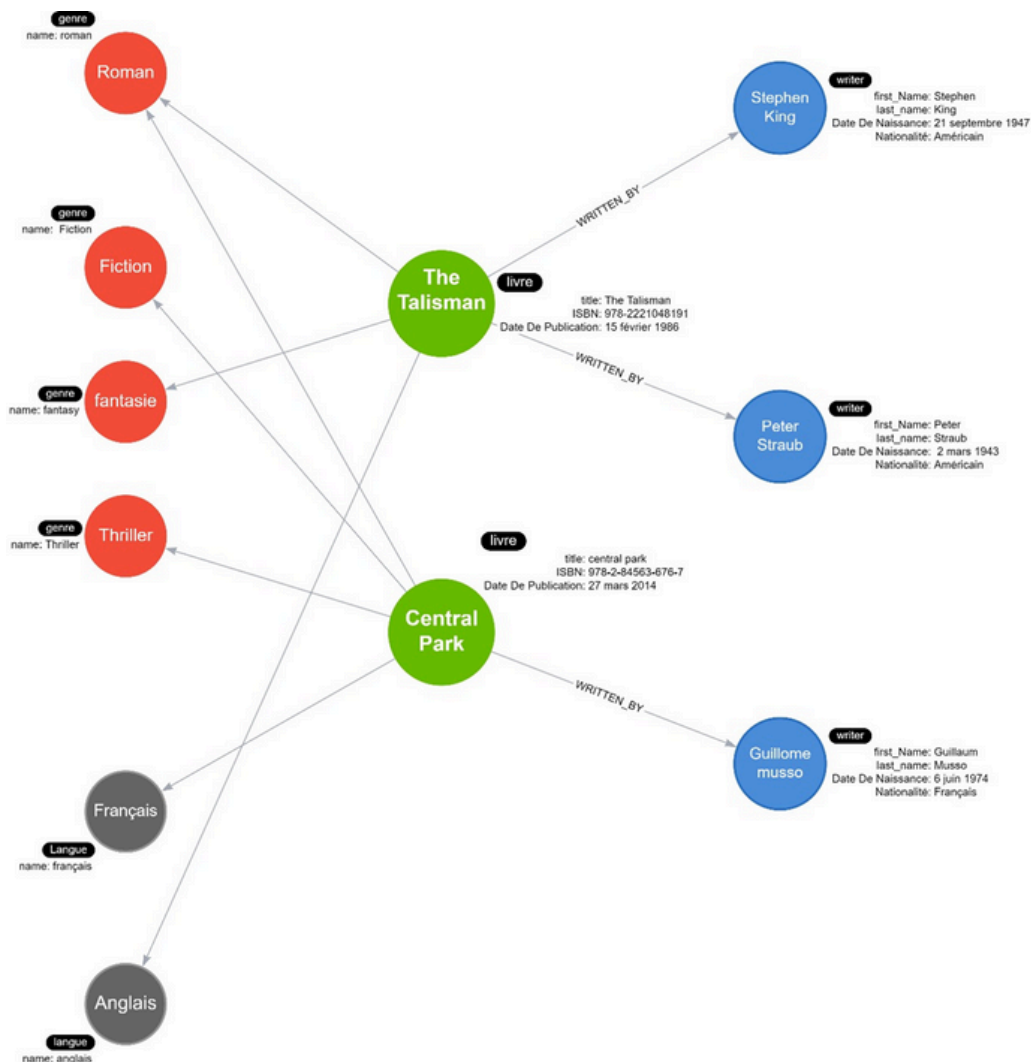 genre
name: roman
Roman
genre
name: Fiction
Fiction
genre
name: fantasy
fantasie
genre
name: Thriller
Thriller
Français
Langue
name: français
Anglais
langue
name: anglais
The
Talisman
livre
title: The Talisman
ISBN: 978-2221048191
Date De Publication: 15 février 1986
livre
title: central park
ISBN: 978-2-84563-676-7
Date De Publication: 27 mars 2014
Central
Park
WRITTEN_BY
WRITTEN_BY
WRITTEN_BY
Stephen
King
writer
first_Name: Stephen
last_name: King
Date De Naissance: 21 septembre 1947
Nationalité: Américain
Peter
Straub
writer
first_Name: Peter
last_name: Straub
Date De Naissance: 2 mars 1943
Nationalité: Américain
Guillome
musso
writer
first_Name: Guillaum
last_name: Musso
Date De Naissance: 6 juin 1974
Nationalité: Français